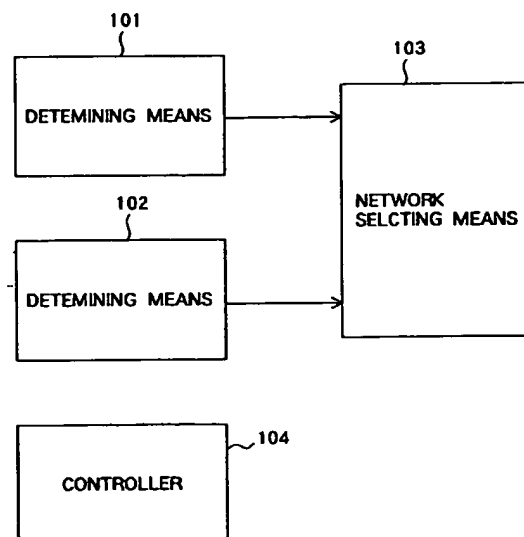 101
DETEMINING MEANS
103
NETWORK
SELCTING MEANS
102
DETEMINING MEANS
104
CONTROLLER